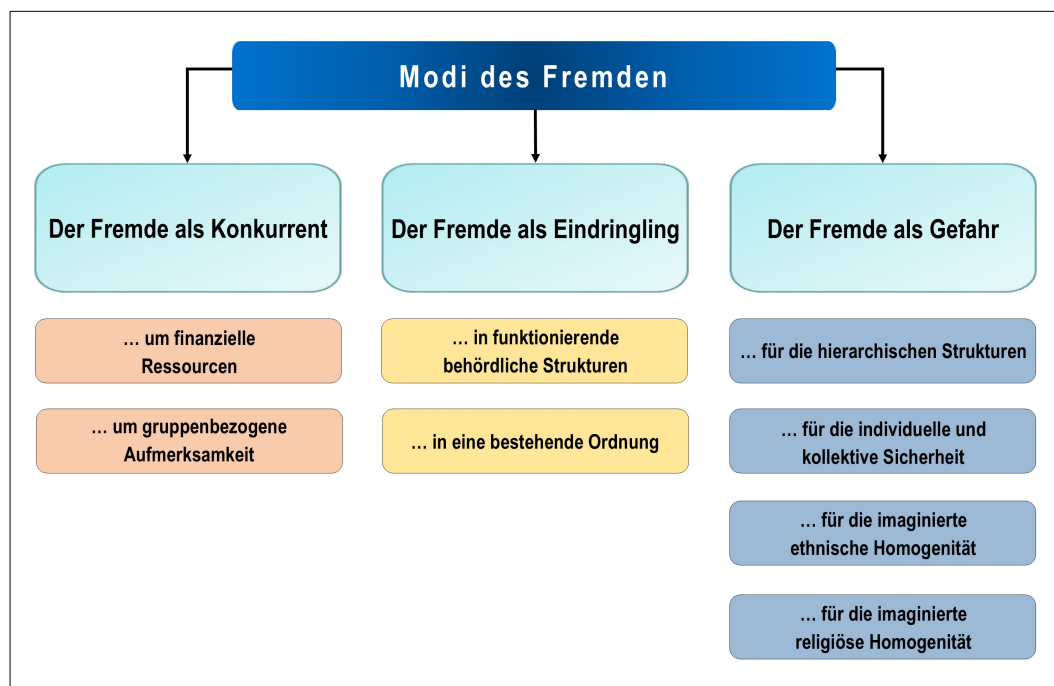 Modi des Fremden
Der Fremde als Konkurrent
… um finanzielle
Ressourcen
… um gruppenbezogene
Aufmerksamkeit
Der Fremde als Eindringling
… in funktionierende
behördliche Strukturen
… in eine bestehende Ordnung
Der Fremde als Gefahr
… für die hierarchischen Strukturen
… für die individuelle und
kollektive Sicherheit
… für die imaginierte
ethnische Homogenität
… für die imaginierte
religiöse Homogenität